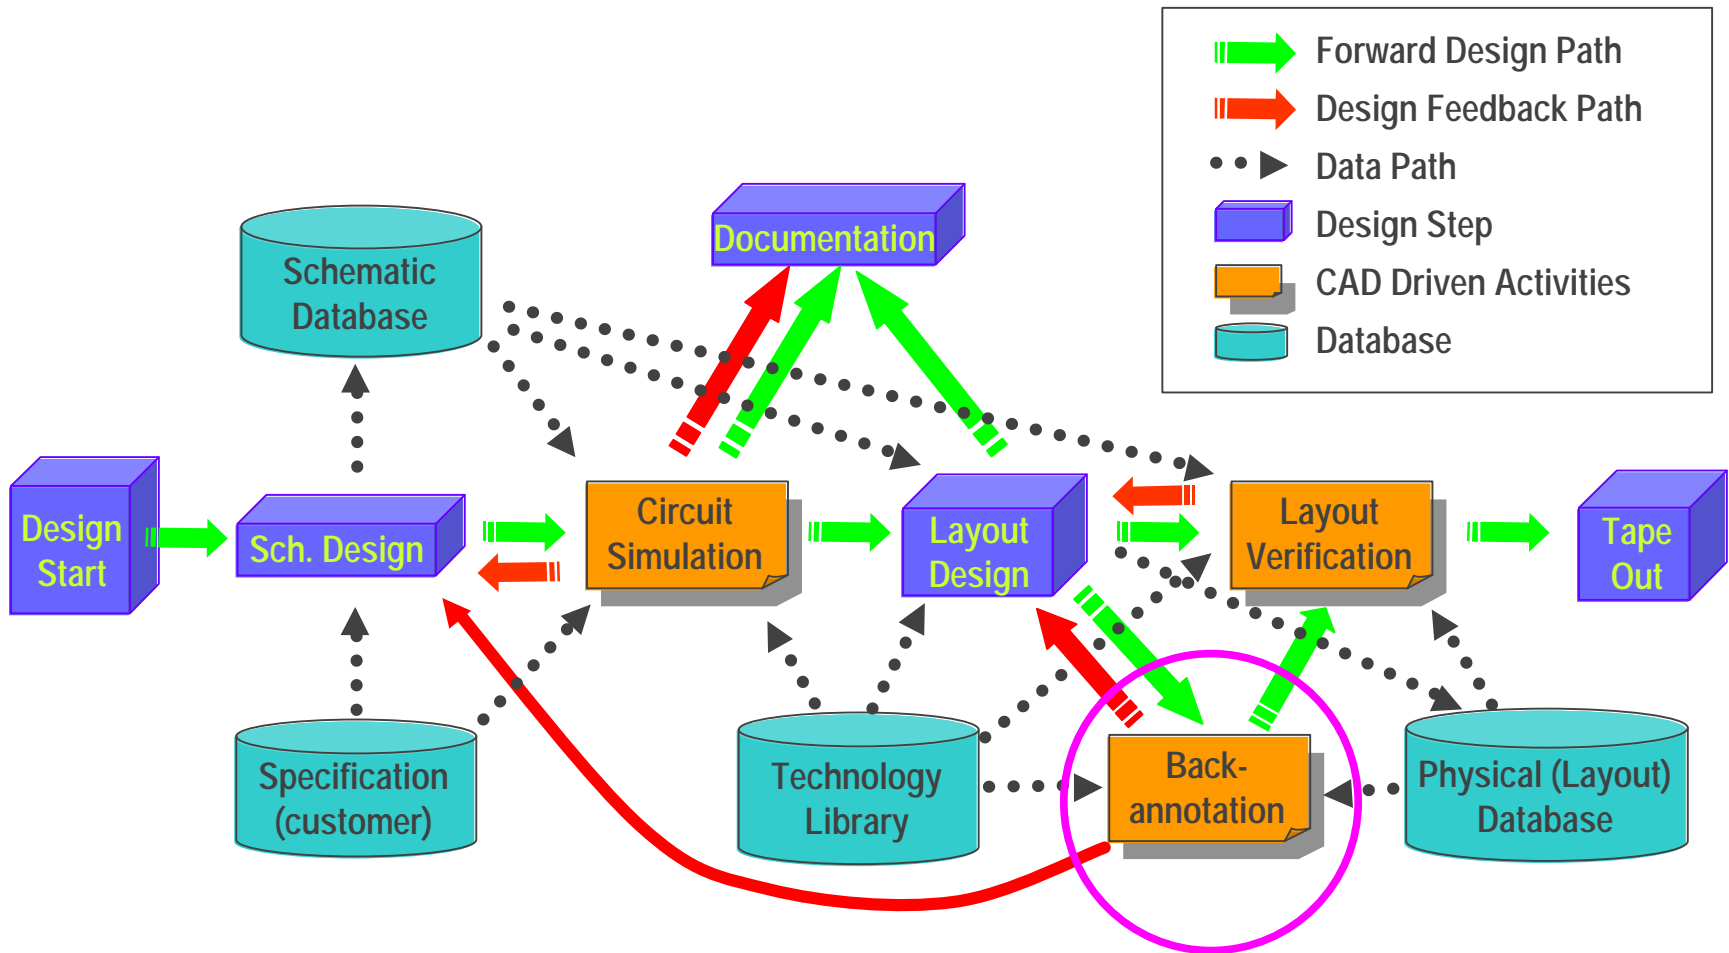 Forward Design Path
Design Feedback Path
Data Path
Design Step
CAD Driven Activities
Database
Documentation
Schematic
Database
Design
Start
Sch. Design
Circuit
Simulation
Layout
Design
Layout
Verification
Tape
Out
Specification
(customer)
Technology
Library
Back-
annotation
Physical (Layout)
Database